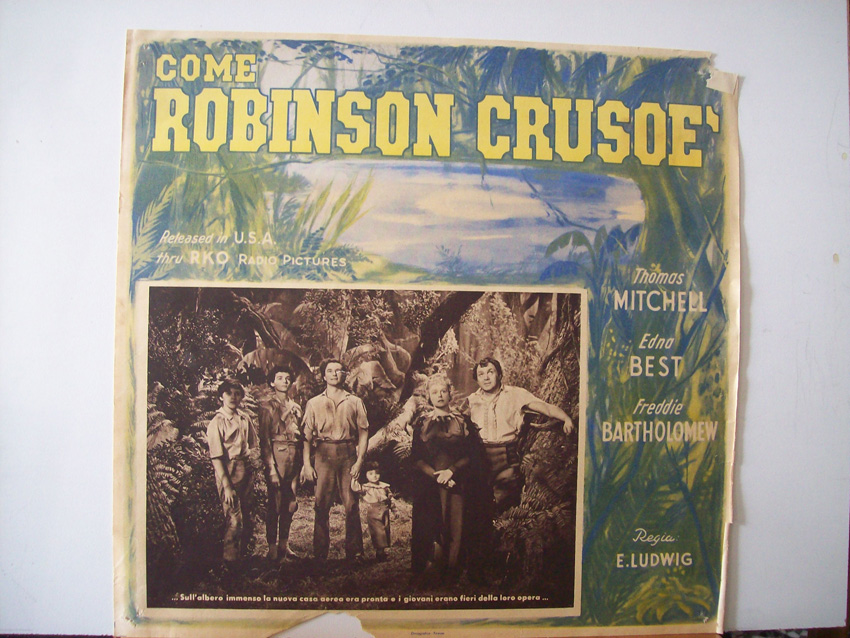 COME
ROBINSON CRUSOE'
Released in U.S.A.
thru RKO RADIO PICTURES
Thomas
MITCHELL
Edna
BEST
Freddie
BARTHOLOMEW
Regia:
E. LUDWIG
... Sull'albero immenso la nuova casa aerea era pronta e i giovani erano fieri della loro opera ...